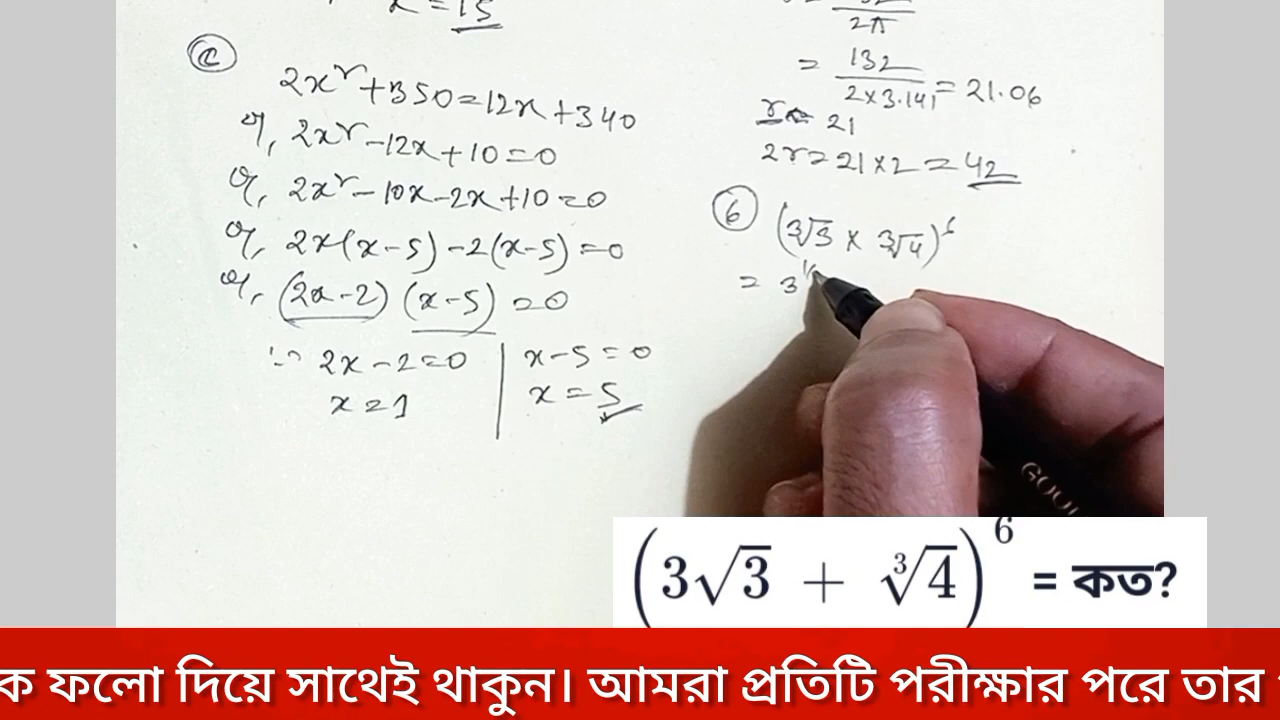 x = 15
c
2x² + 350 = 12x + 340
বা, 2x² - 12x + 10 = 0
বা, 2x² - 10x - 2x + 10 = 0
বা, 2x(x - 5) - 2(x - 5) = 0
বা, (2x - 2) (x - 5) = 0
∴ 2x - 2 = 0 | x - 5 = 0
x = 1 | x = 5
2π
= 132 / 2 × 3.141 = 21.06
21
2r = 21 × 2 = 42
6 (∛3 × ∛4)⁶
= 3
GOOD
(3√3 + ∛4)⁶ = কত?
ক ফলো দিয়ে সাথেই থাকুন। আমরা প্রতিটি পরীক্ষার পরে তার